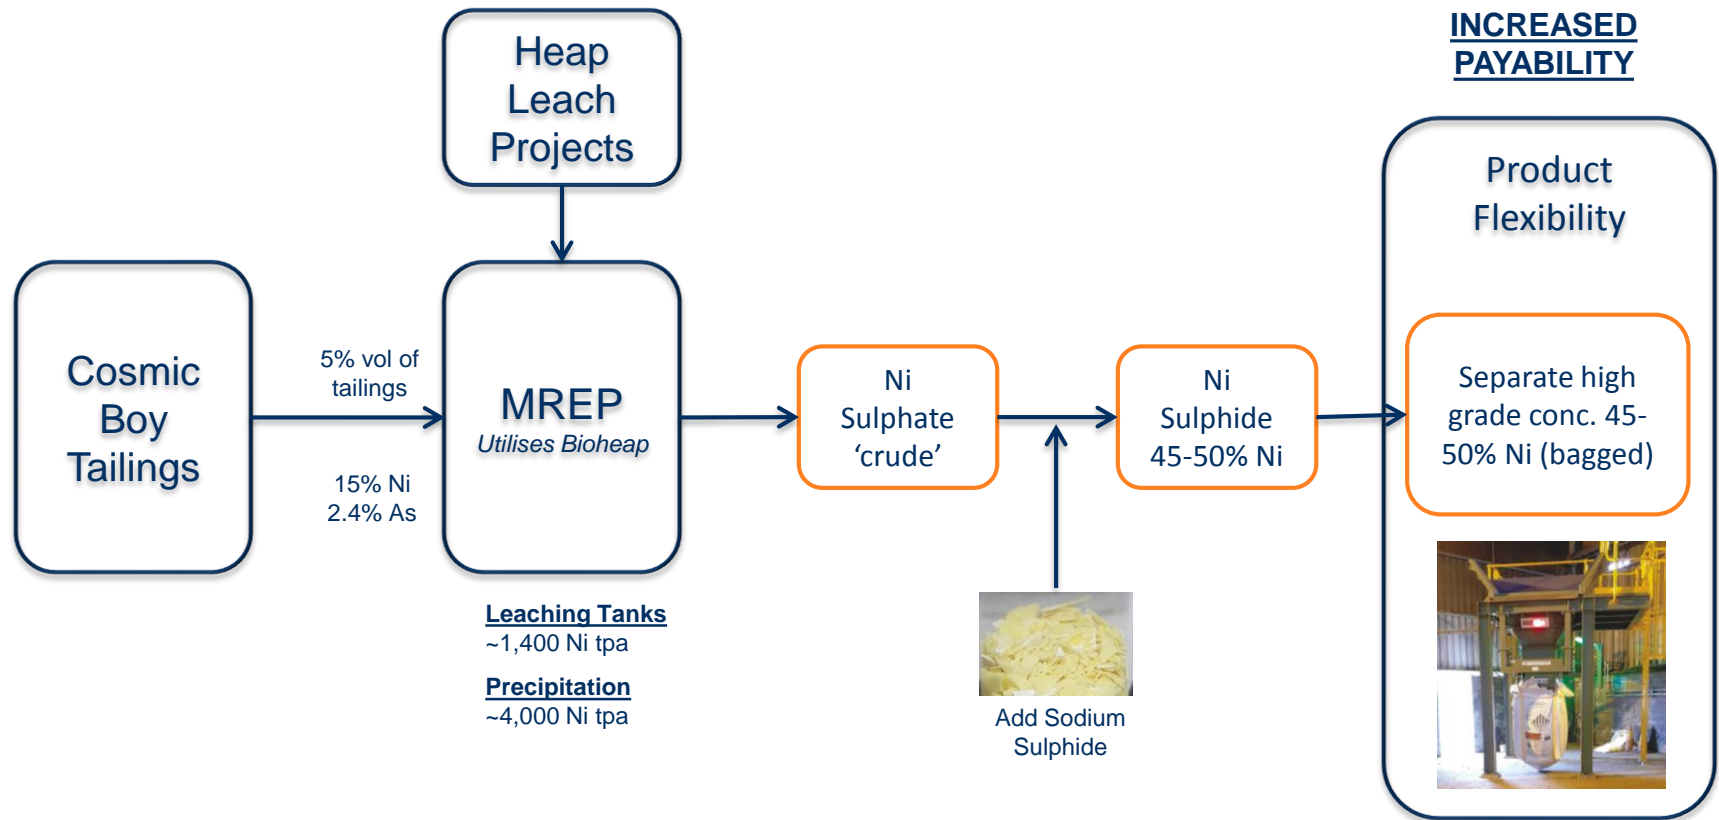 INCREASED
PAYABILITY
Heap
Leach
Projects
Product
Flexibility
Cosmic
Boy
Tailings
5% vol of
tailings
15% Ni
2.4% As
MREP
Utilises Bioheap
Ni
Sulphate
‘crude’
Ni
Sulphide
45-50% Ni
Separate high
grade conc. 45-
50% Ni (bagged)
Leaching Tanks
~1,400 Ni tpa
Precipitation
~4,000 Ni tpa
Add Sodium
Sulphide